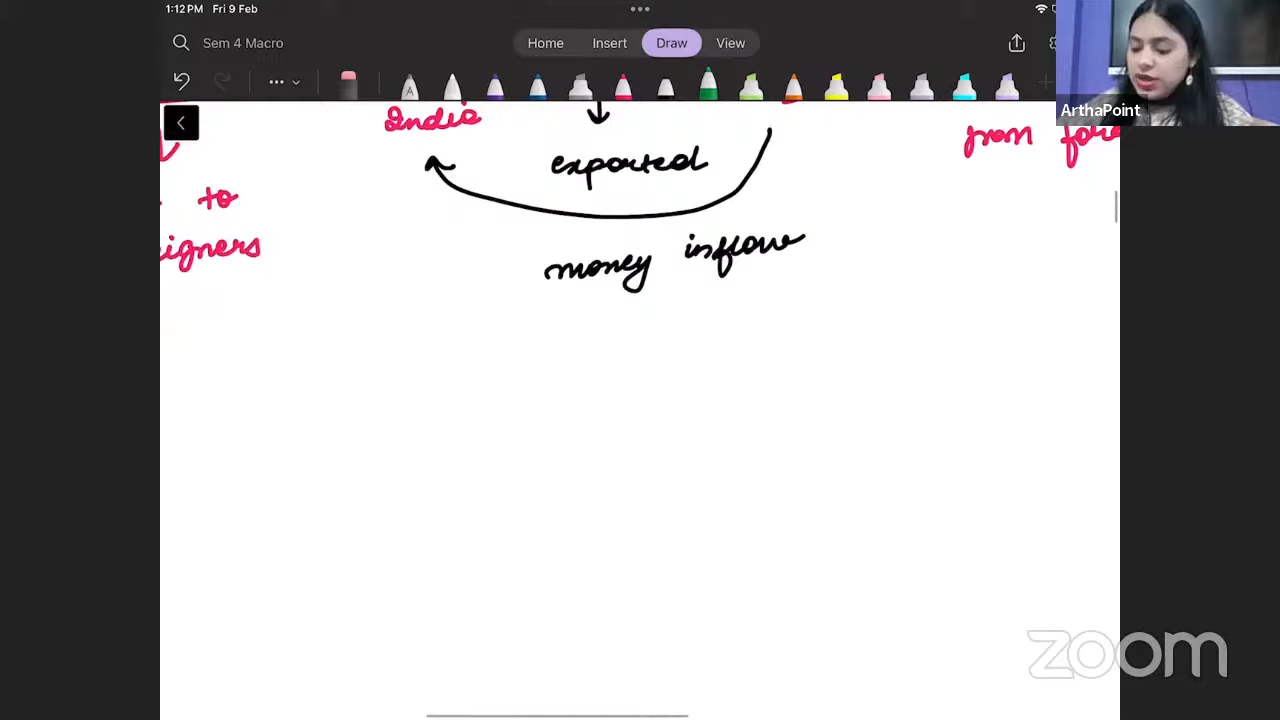 1:12 PM Fri 9 Feb
Sem 4 Macro
Home Insert Draw View
ArthaPoint
India
exported
from
to
money inflow
zoom